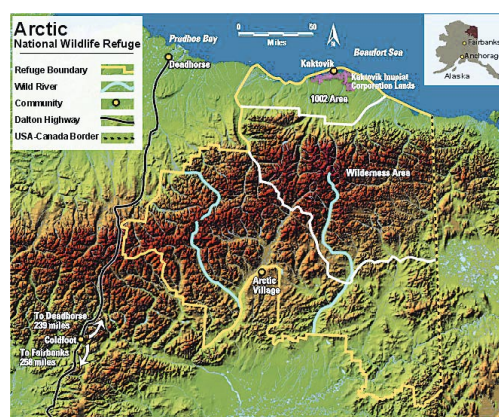 Arctic
National Wildlife Refuge
Refuge Boundary
Wild River
Community
Dalton Highway
USA-Canada Border
Prudhoe Bay
Deadhorse
0
50
Miles
N
Beaufort Sea
Kaktovik
Kaktovik Inupiat
Corporation Lands
1002 Area
Fairbanks
Anchorage
Alaska
Wilderness Area
Arctic
Village
To Deadhorse
239 miles
Coldfoot
To Fairbanks
258 miles